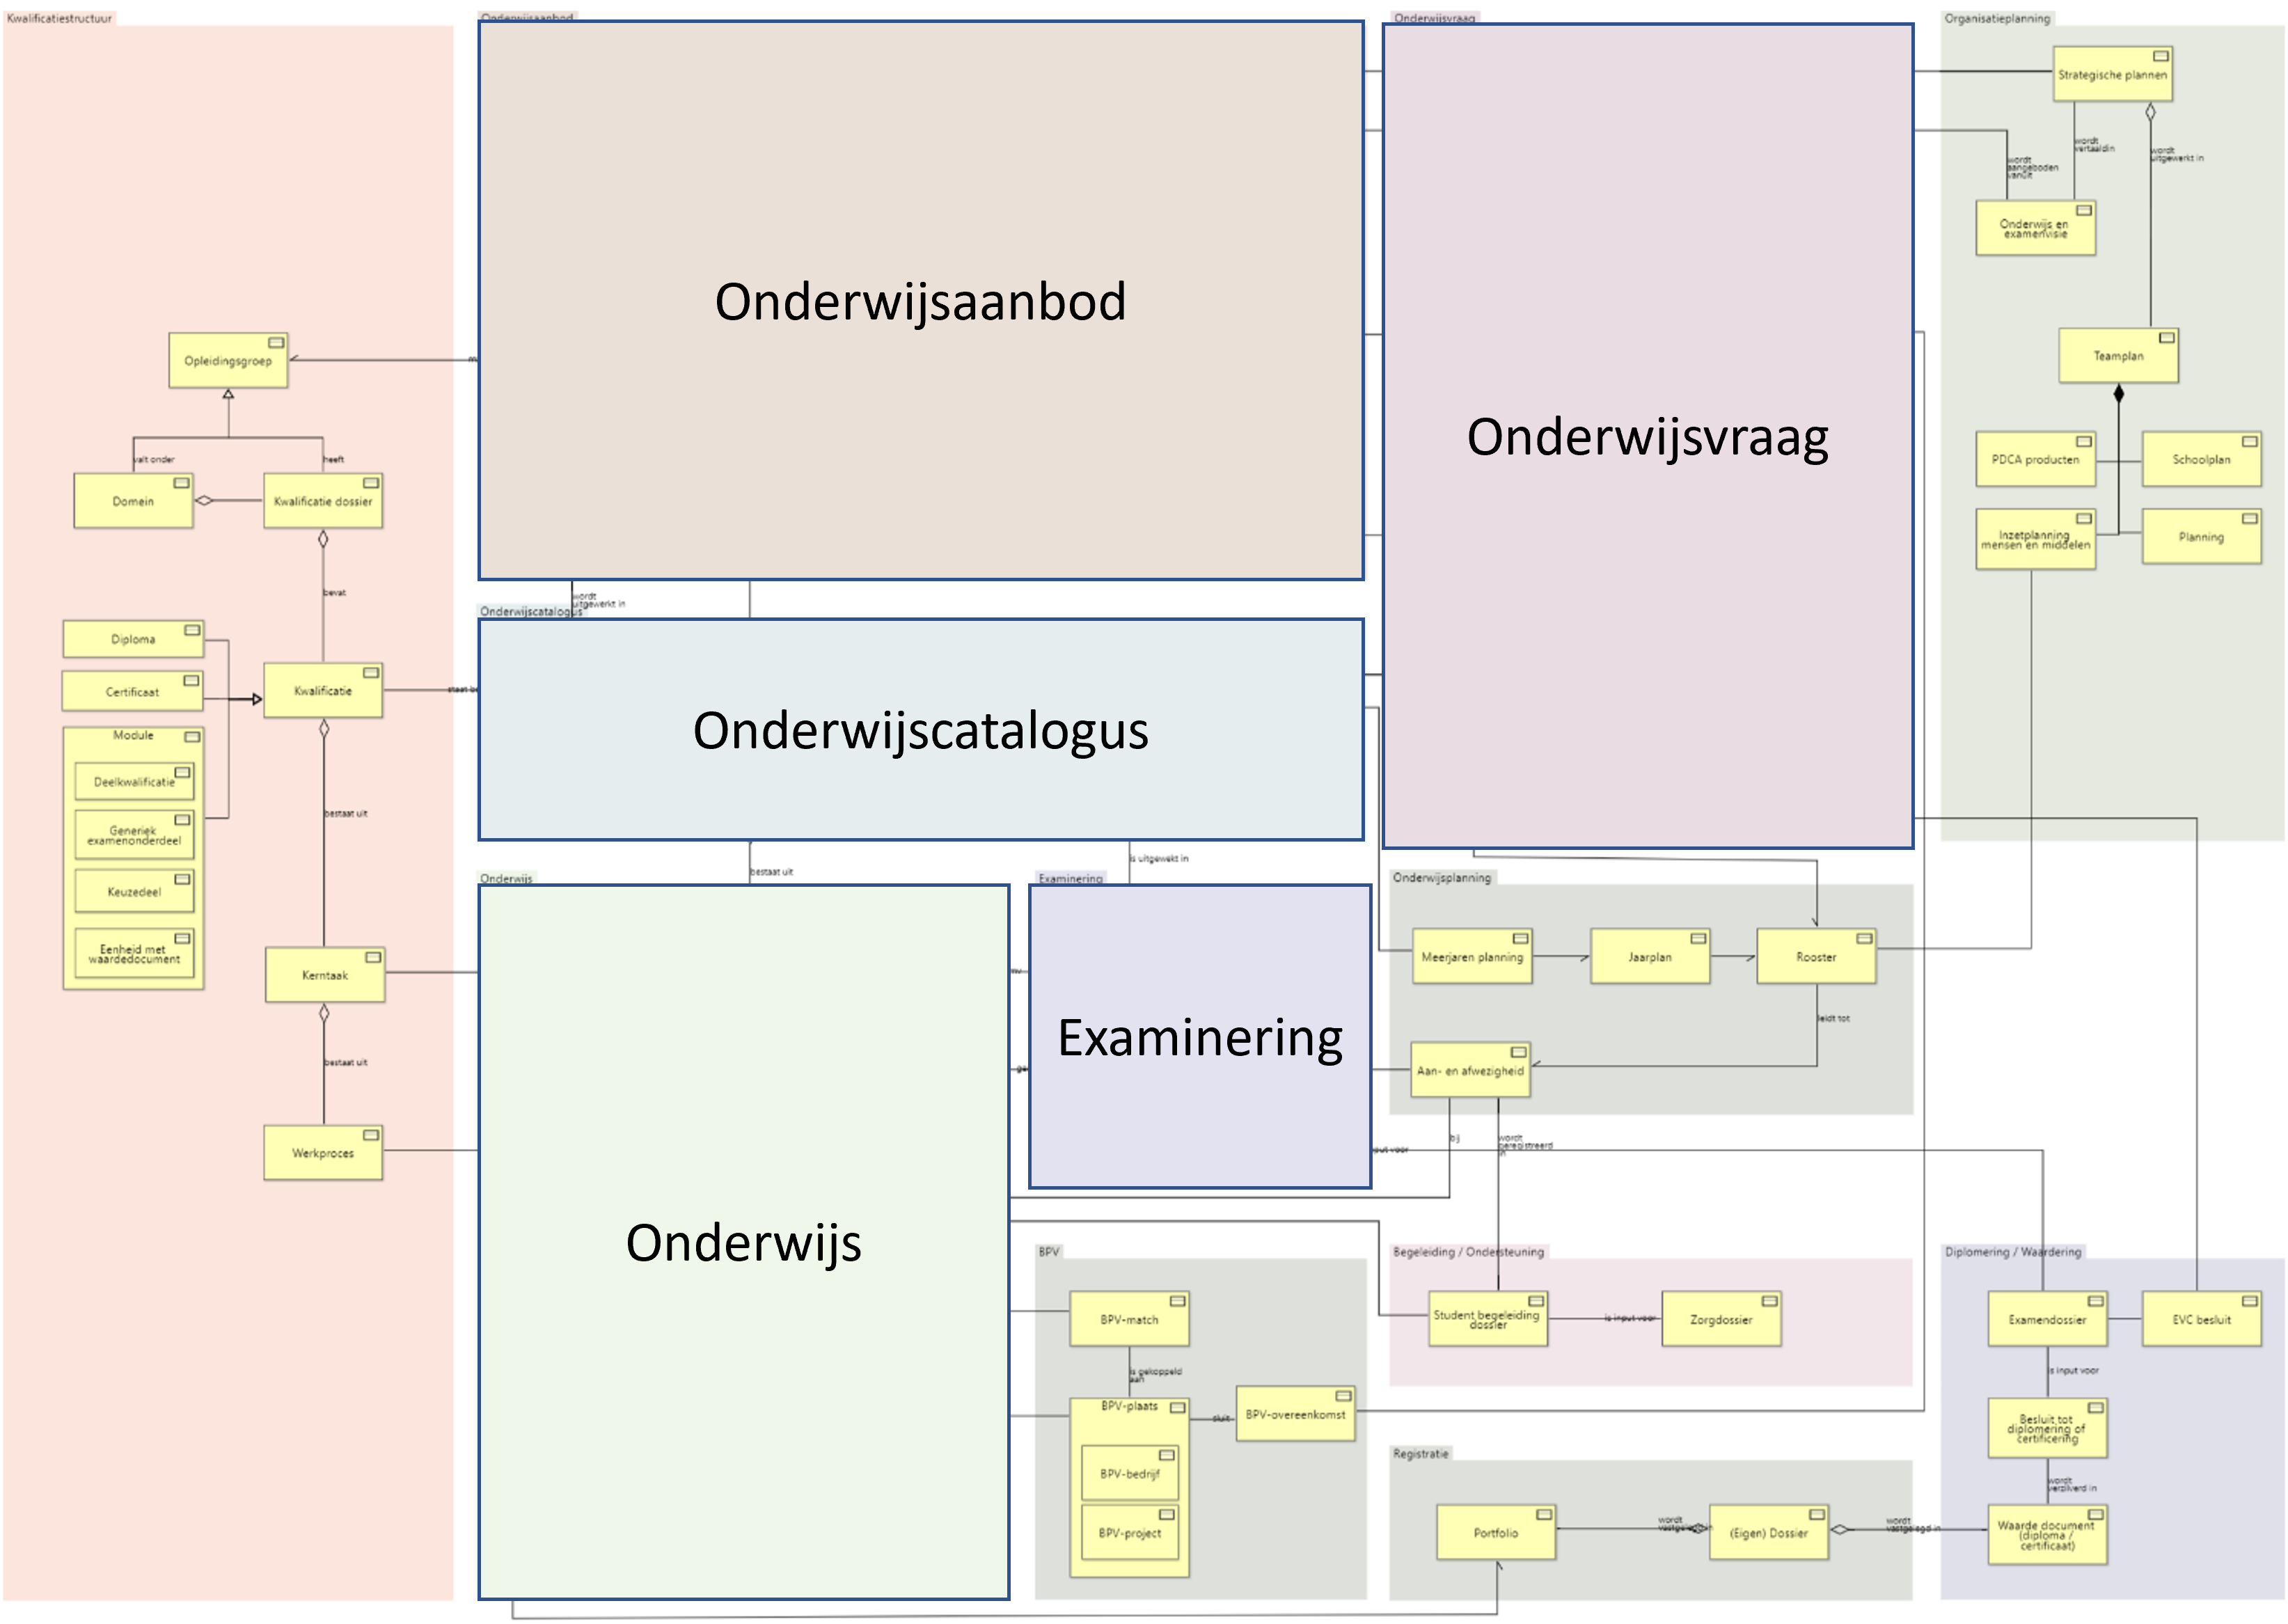 Kwalificatiestructuur
Opleidingsgroep
valt onder
heeft
Domein
Kwalificatie dossier
bevat
Diploma
Certificaat
Kwalificatie
Module
Deelkwalificatie
Generiek
examenonderdeel
Keuzedeel
Eenheid met
waardedocument
bestaat uit
Kerntaak
bestaat uit
Werkproces
Onderwijsaanbod
Onderwijsaanbod
wordt
uitgewerkt in
Onderwijscatalogus
Onderwijscatalogus
bestaat uit
is uitgewekt in
Onderwijs
Onderwijs
Examinering
Examinering
Onderwijsvraag
Onderwijsvraag
Organisatieplanning
Strategische plannen
wordt
vertaaldin
wordt
uitgewerkt in
wordt
aangeboden
vanuit
Onderwijs en
examenvisie
Teamplan
PDCA producten
Schoolplan
Inzetplanning
mensen en middelen
Planning
Onderwijsplanning
Meerjaren planning
Jaarplan
Rooster
leidt tot
Aan- en afwezigheid
bij
wordt
geregistreerd
in
put voor
BPV
BPV-match
is gekoppeld
aan
BPV-plaats
sluit
BPV-overeenkomst
BPV-bedrijf
BPV-project
Begeleiding / Ondersteuning
Student begeleiding
dossier
is input voor
Zorgdossier
Registratie
Portfolio
wordt
vastgelegd in
(Eigen) Dossier
wordt
vastgelegd in
Diplomering / Waardering
Examendossier
EVC besluit
is input voor
Besluit tot
diplomering of
certificering
wordt
verzilverd in
Waarde document
(diploma /
certificaat)